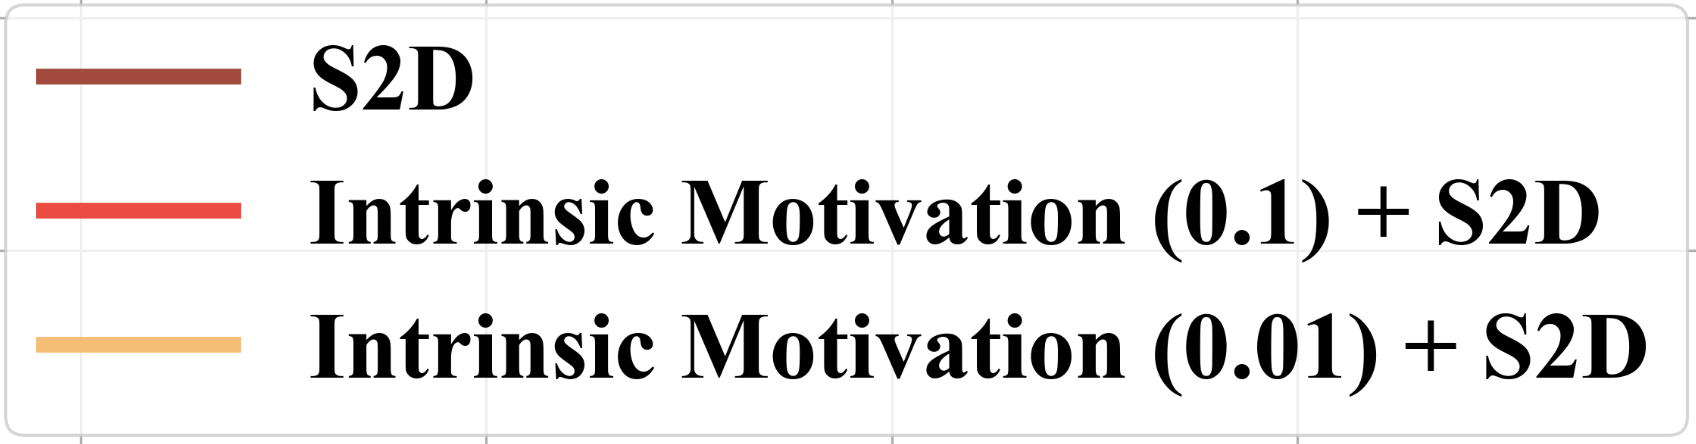 S2D
Intrinsic Motivation (0.1) + S2D
Intrinsic Motivation (0.01) + S2D